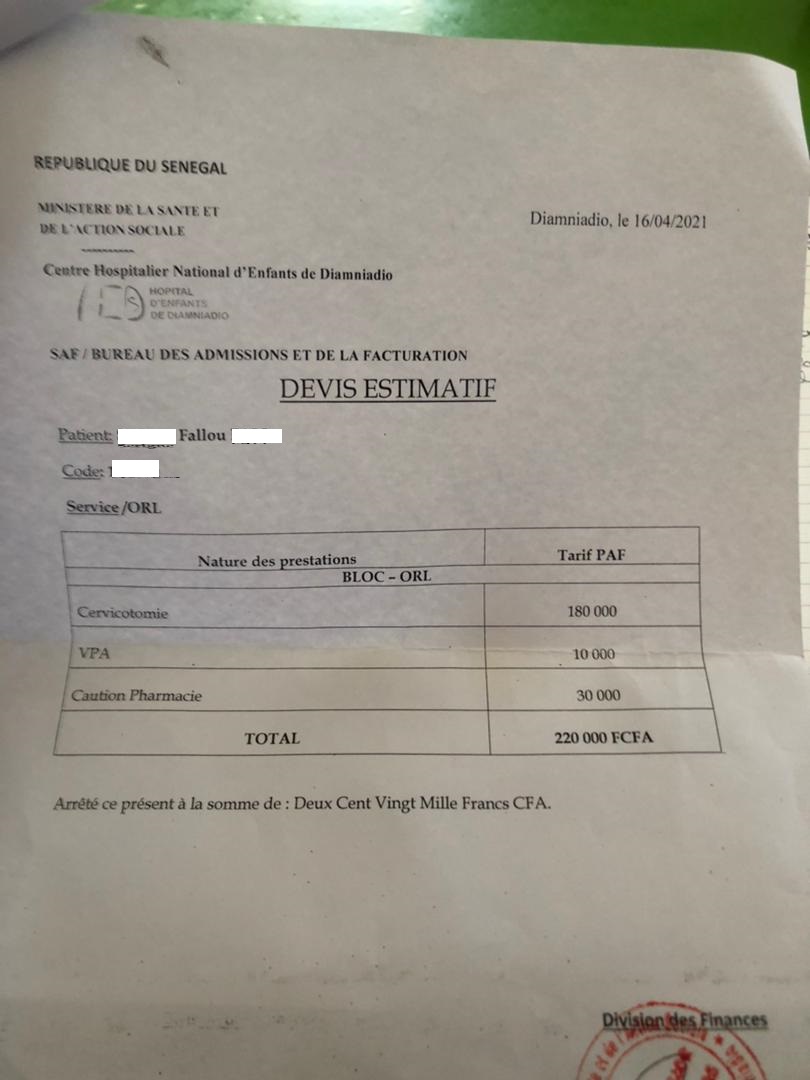 REPUBLIQUE DU SENEGAL
MINISTERE DE LA SANTE ET
DE L'ACTION SOCIALE
----------
Diamniadio, le 16/04/2021
Centre Hospitalier National d'Enfants de Diamniadio
HOPITAL
D'ENFANTS
DE DIAMNIADIO
SAF / BUREAU DES ADMISSIONS ET DE LA FACTURATION
DEVIS ESTIMATIF
Patient: Fallou
Code: 1
Service /ORL
Nature des prestations Tarif PAF
BLOC – ORL
Cervicotomie 180 000
VPA 10 000
Caution Pharmacie 30 000
TOTAL 220 000 FCFA
Arrêté ce présent à la somme de : Deux Cent Vingt Mille Francs CFA.
Division des Finances
et de l'Action